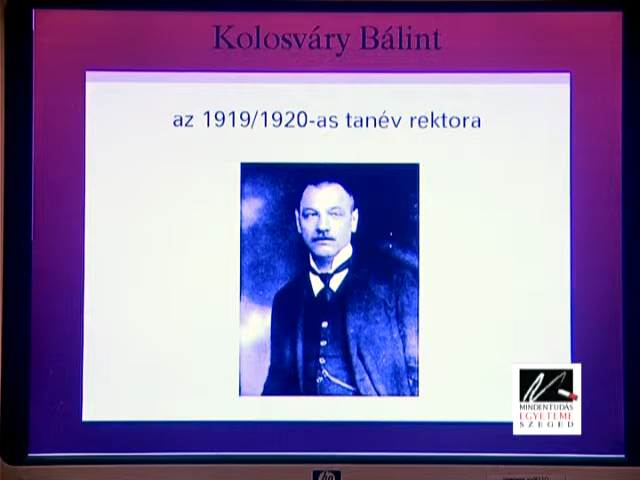 Kolosváry Bálint
az 1919/1920-as tanév rektora
MINDENTUDÁS
EGYETEME
SZEGED
hp